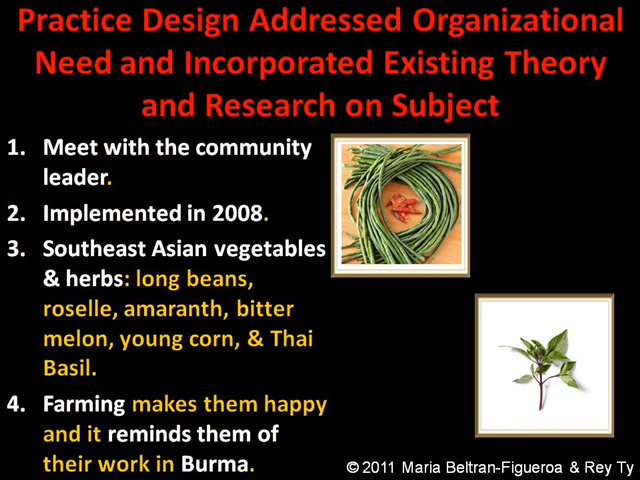 Practice Design Addressed Organizational
Need and Incorporated Existing Theory
and Research on Subject
1. Meet with the community
leader.
2. Implemented in 2008.
3. Southeast Asian vegetables
& herbs: long beans,
roselle, amaranth, bitter
melon, young corn, & Thai
Basil.
4. Farming makes them happy
and it reminds them of
their work in Burma.
© 2011 Maria Beltran-Figueroa & Rey Ty